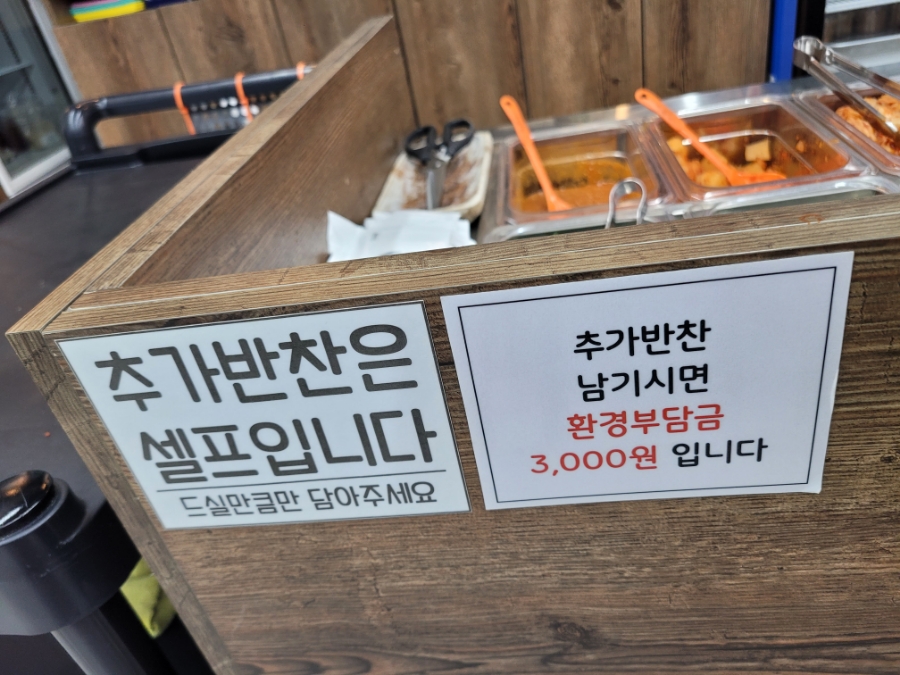 추가반찬은
셀프입니다
드실만큼만 담아주세요
추가반찬
남기시면
환경부담금
3,000원 입니다